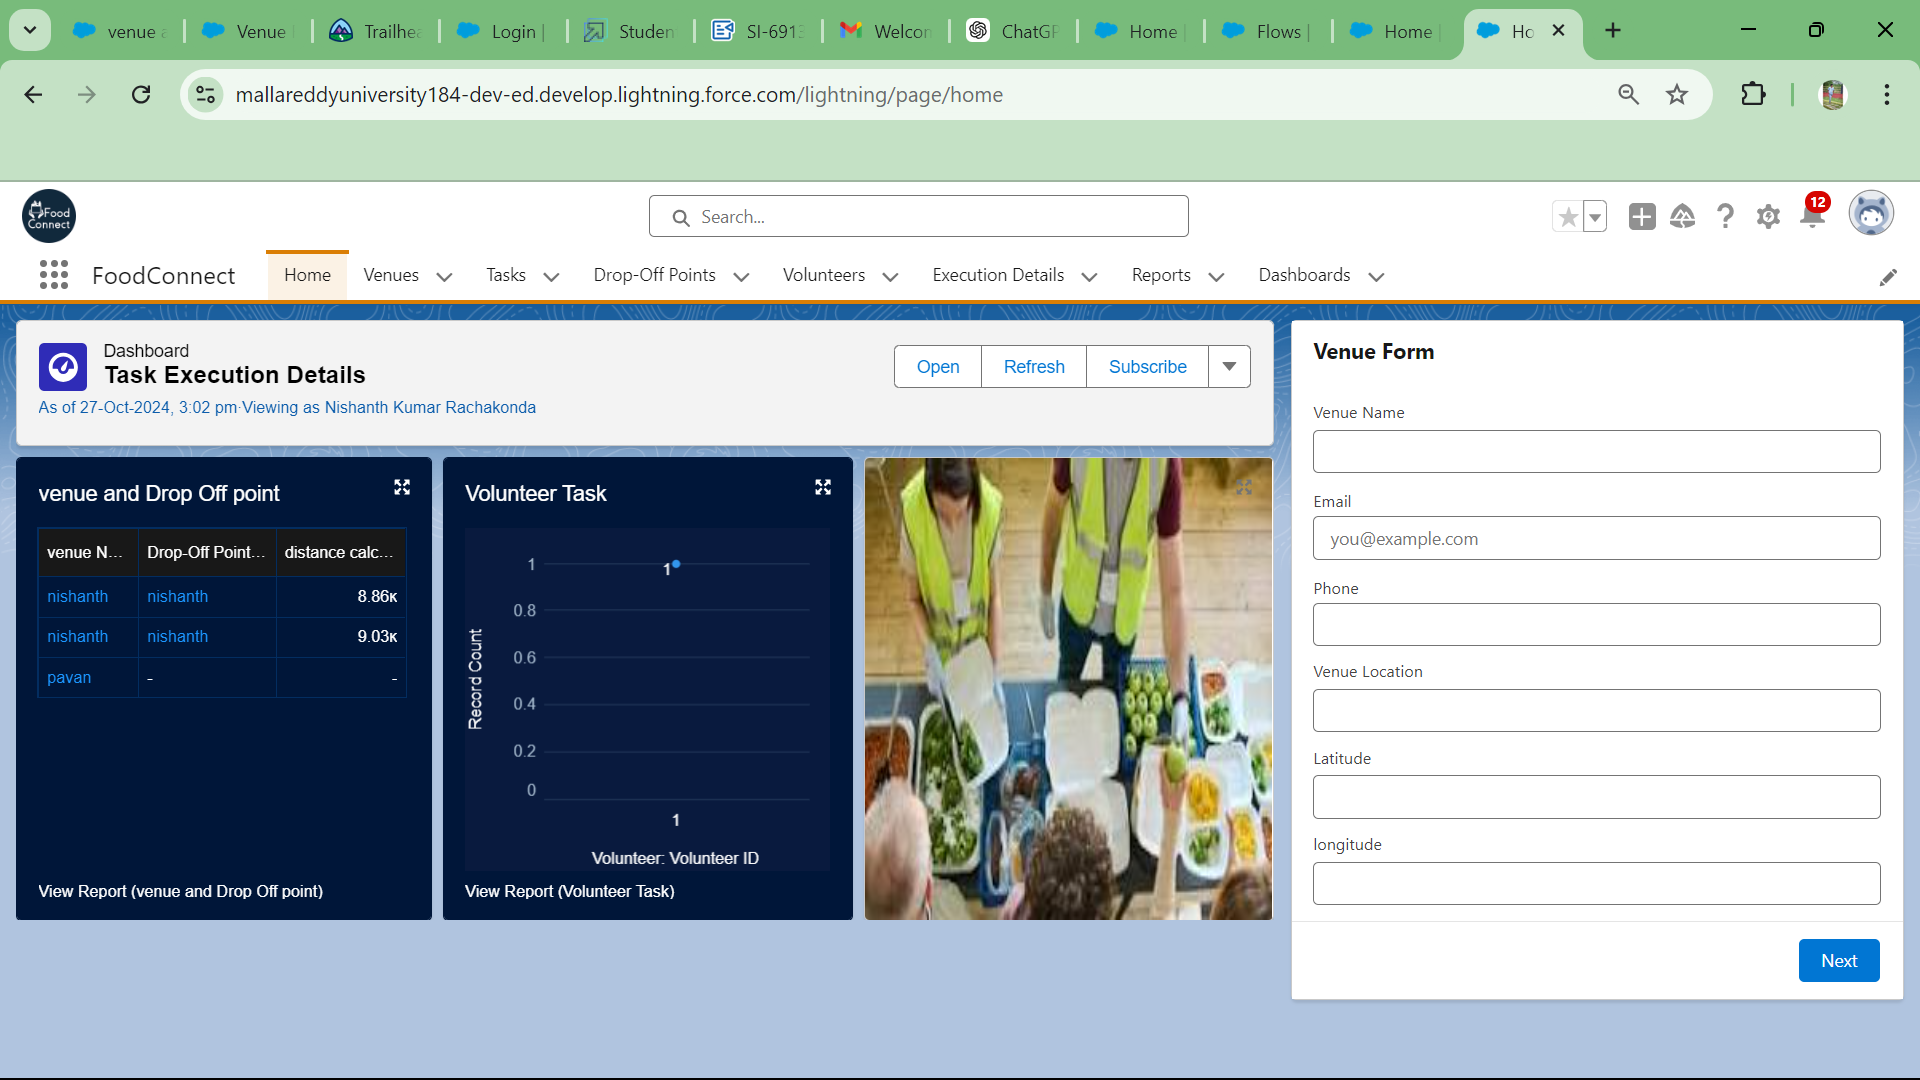 venue a
Venue
Trailhea
Login |
Studen
SI-6913
Welcon
ChatGP
Home |
Flows |
Home |
Ho
mallareddyuniversity184-dev-ed.develop.lightning.force.com/lightning/page/home
Food
Connect
Search...
12
FoodConnect
Home
Venues
Tasks
Drop-Off Points
Volunteers
Execution Details
Reports
Dashboards
Dashboard
Task Execution Details
As of 27-Oct-2024, 3:02 pm·Viewing as Nishanth Kumar Rachakonda
Open
Refresh
Subscribe
venue and Drop Off point
venue N... Drop-Off Point... distance calc...
nishanth nishanth 8.86K
nishanth nishanth 9.03K
pavan - -
View Report (venue and Drop Off point)
Volunteer Task
1
0.8
0.6
0.4
0.2
0
Record Count
1
1
Volunteer: Volunteer ID
View Report (Volunteer Task)
Venue Form
Venue Name
Email
you@example.com
Phone
Venue Location
Latitude
longitude
Next